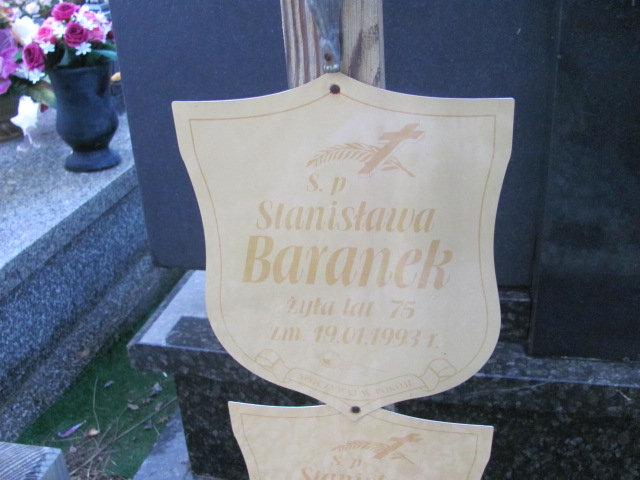 Ś. p
Stanisława
Baranek
żyła lat 75
zm. 19.01.1993 r.
Ś. p